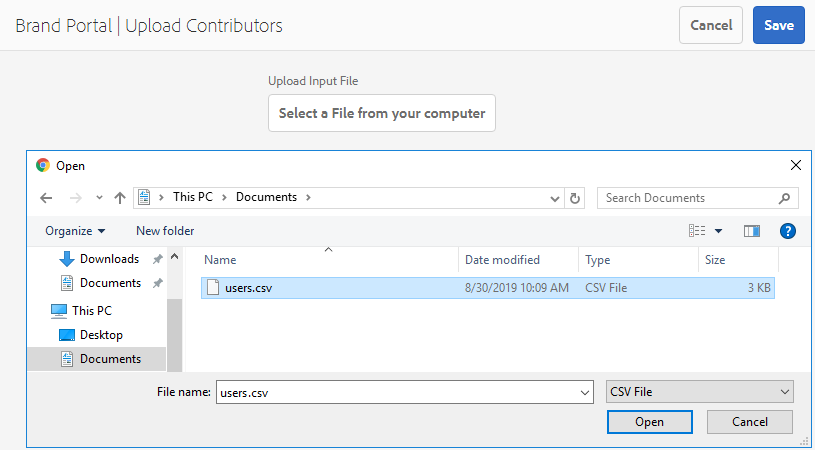 Brand Portal | Upload Contributors Cancel Save
Upload Input File
Select a File from your computer
Open
This PC Documents Search Documents
Organize New folder ?
Name Date modified Type Size
Downloads
Documents
users.csv 8/30/2019 10:09 AM CSV File 3 KB
This PC
Desktop
Documents
File name: users.csv CSV File
Open Cancel